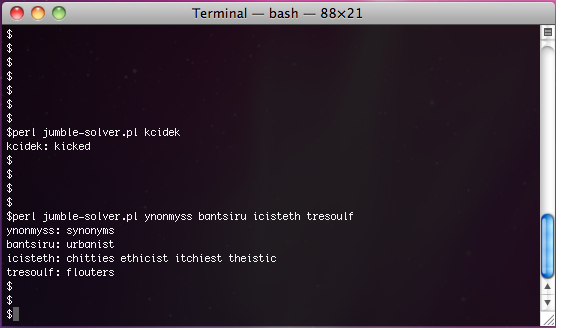 Terminal — bash — 88×21
$
$
$
$
$
$
$
$perl jumble-solver.pl kcidek
kcidek: kicked
$
$
$
$
$perl jumble-solver.pl ynonmyss bantsiru icisteth tresoulf
ynonmyss: synonyms
bantsiru: urbanist
icisteth: chitties ethicist itchiest theistic
tresoulf: flouters
$
$
$